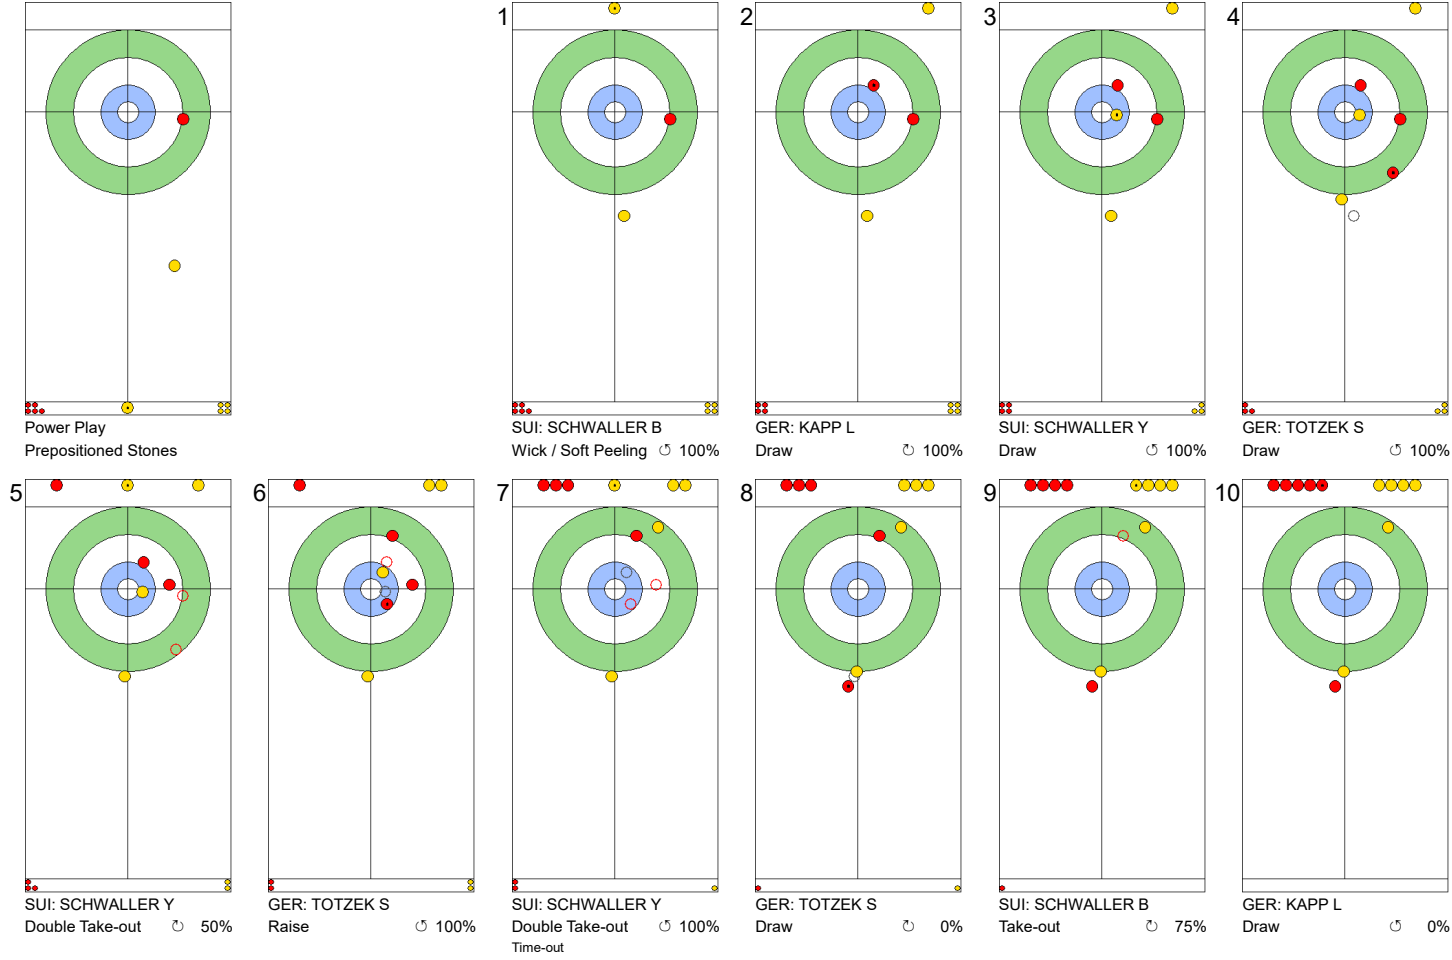 Power Play
Prepositioned Stones
1
SUI: SCHWALLER B
Wick / Soft Peeling ↺ 100%
2
GER: KAPP L
Draw ↻ 100%
3
SUI: SCHWALLER Y
Draw ↺ 100%
4
GER: TOTZEK S
Draw ↺ 100%
5
SUI: SCHWALLER Y
Double Take-out ↻ 50%
6
GER: TOTZEK S
Raise ↺ 100%
7
SUI: SCHWALLER Y
Double Take-out ↺ 100%
Time-out
8
GER: TOTZEK S
Draw ↻ 0%
9
SUI: SCHWALLER B
Take-out ↻ 75%
10
GER: KAPP L
Draw ↺ 0%